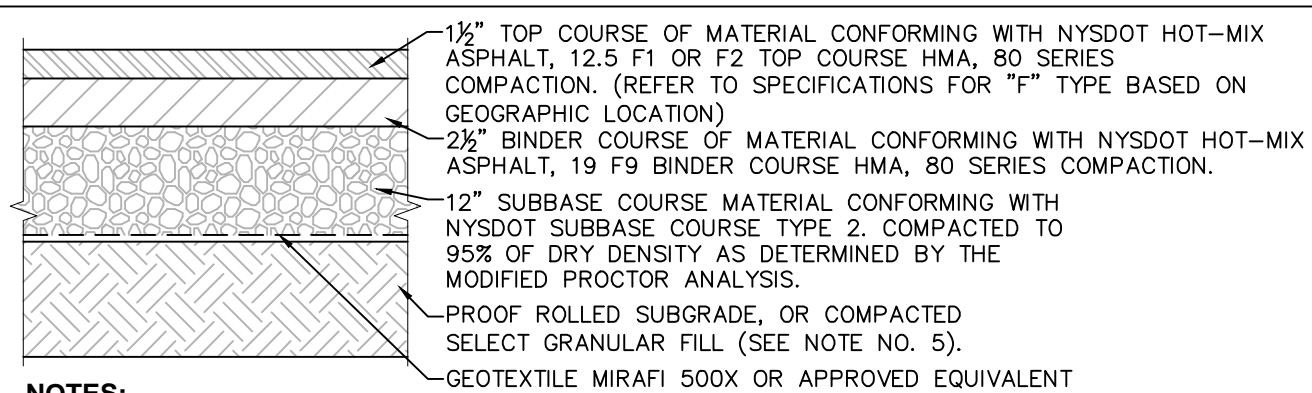 1½” TOP COURSE OF MATERIAL CONFORMING WITH NYSDOT HOT–MIX
ASPHALT, 12.5 F1 OR F2 TOP COURSE HMA, 80 SERIES
COMPACTION. (REFER TO SPECIFICATIONS FOR ”F” TYPE BASED ON
GEOGRAPHIC LOCATION)
2½” BINDER COURSE OF MATERIAL CONFORMING WITH NYSDOT HOT–MIX
ASPHALT, 19 F9 BINDER COURSE HMA, 80 SERIES COMPACTION.
12” SUBBASE COURSE MATERIAL CONFORMING WITH
NYSDOT SUBBASE COURSE TYPE 2. COMPACTED TO
95% OF DRY DENSITY AS DETERMINED BY THE
MODIFIED PROCTOR ANALYSIS.
PROOF ROLLED SUBGRADE, OR COMPACTED
SELECT GRANULAR FILL (SEE NOTE NO. 5).
GEOTEXTILE MIRAFI 500X OR APPROVED EQUIVALENT
NOTES: